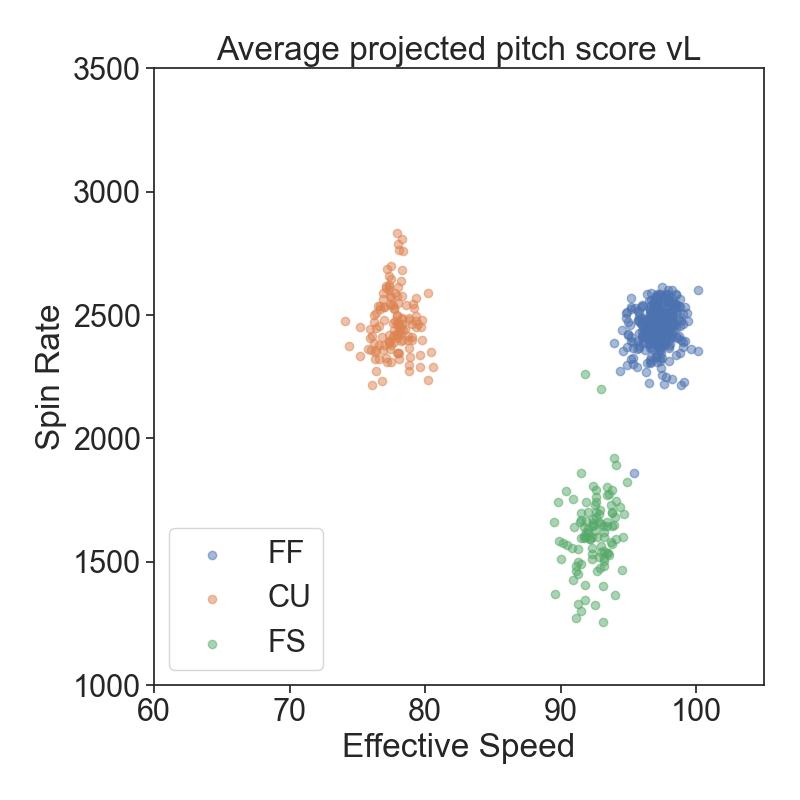 Average projected pitch score vL
3500
3000
2500
2000
1500
1000
Spin Rate
FF
CU
FS
60 70 80 90 100
Effective Speed